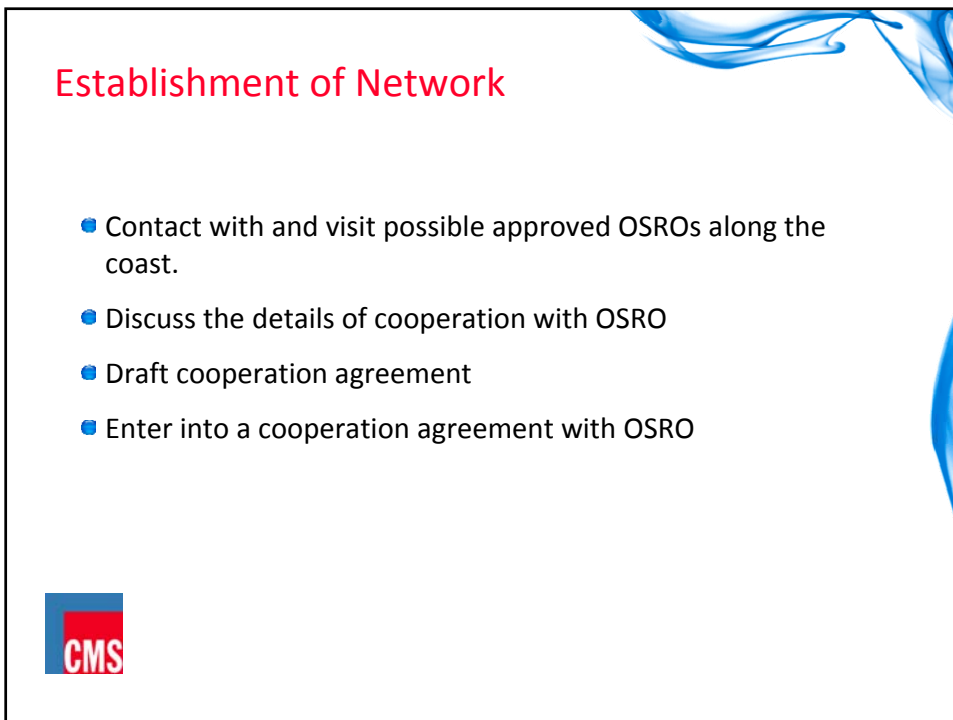 Establishment of Network
Contact with and visit possible approved OSROs along the
coast.
Discuss the details of cooperation with OSRO
Draft cooperation agreement
Enter into a cooperation agreement with OSRO
CMS